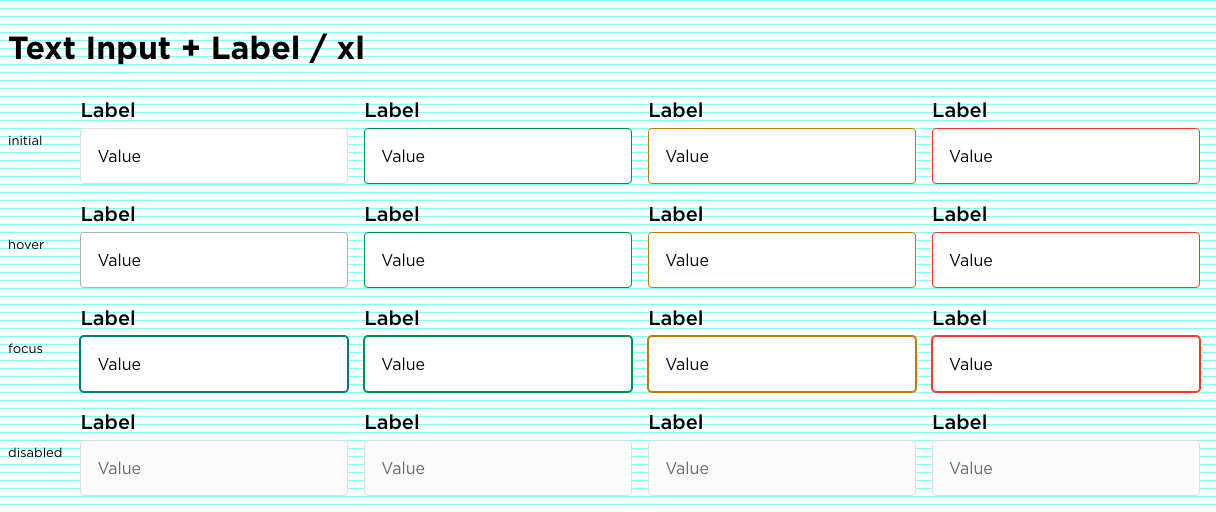 Text Input + Label / xl
Label Label Label Label
initial Value Value Value Value
Label Label Label Label
hover Value Value Value Value
Label Label Label Label
focus Value Value Value Value
Label Label Label Label
disabled Value Value Value Value